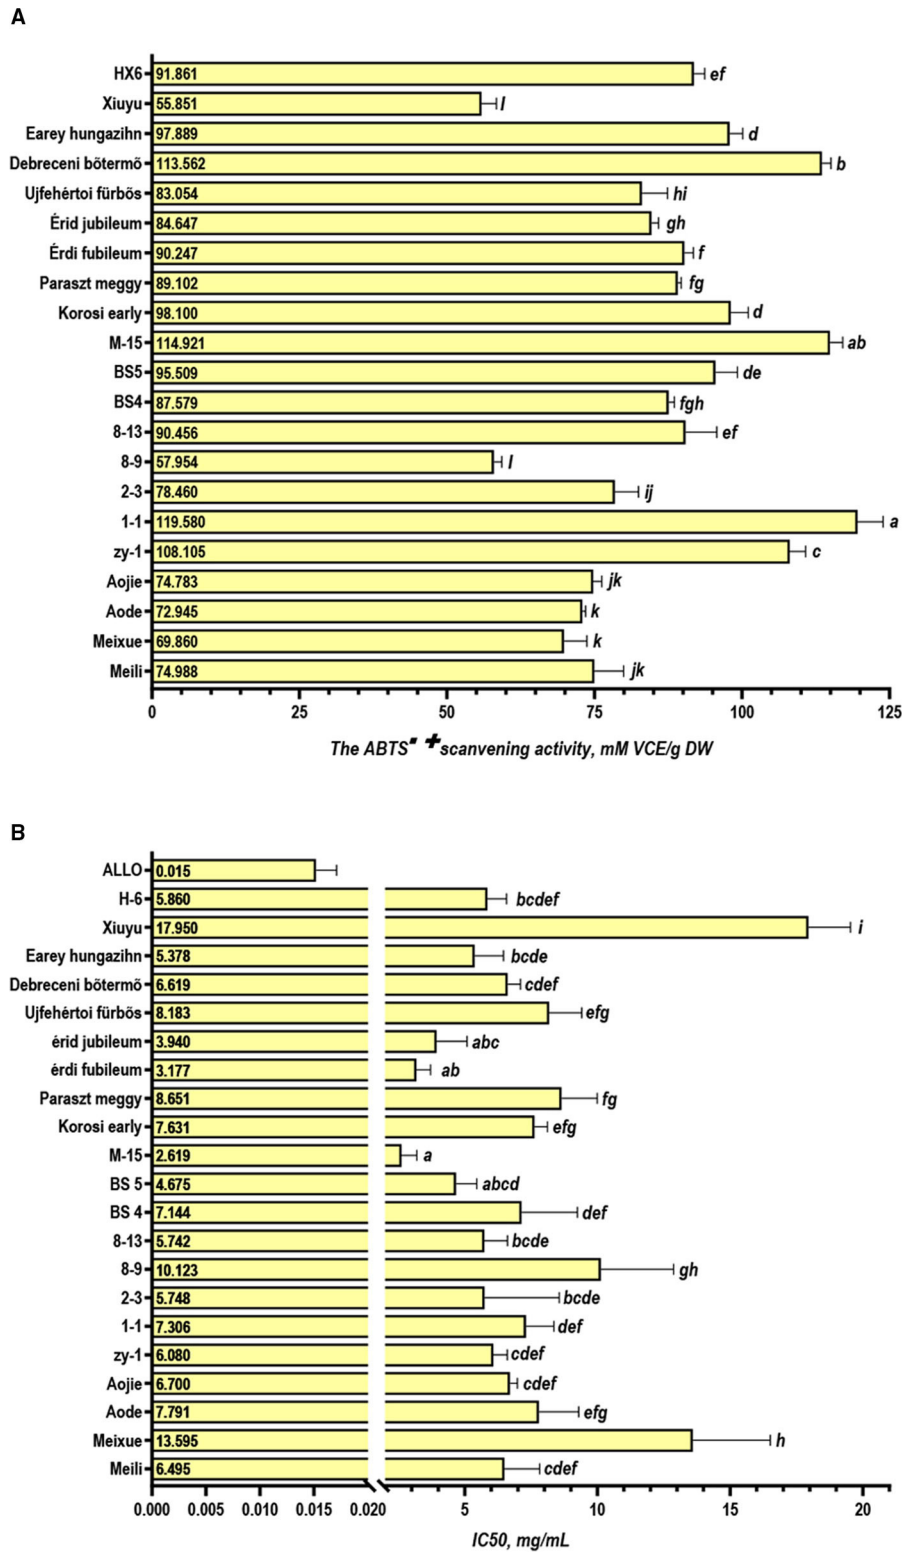 A
HX6 91.861 ef
Xiuyu 55.851 l
Earey hungazihn 97.889 d
Debreceni bõtermõ 113.562 b
Ujfehértoi fürbös 83.054 hi
Érid jubileum 84.647 gh
Érdi fubileum 90.247 f
Paraszt meggy 89.102 fg
Korosi early 98.100 d
M-15 114.921 ab
BS5 95.509 de
BS4 87.579 fgh
8-13 90.456 ef
8-9 57.954 l
2-3 78.460 ij
1-1 119.580 a
zy-1 108.105 c
Aojie 74.783 jk
Aode 72.945 k
Meixue 69.860 k
Meili 74.988 jk
0 25 50 75 100 125
The ABTS▪ +scanvening activity, mM VCE/g DW
B
ALLO 0.015
H-6 5.860 bcdef
Xiuyu 17.950 i
Earey hungazihn 5.378 bcde
Debreceni bõtermõ 6.619 cdef
Ujfehértoi fürbös 8.183 efg
érid jubileum 3.940 abc
érdi fubileum 3.177 ab
Paraszt meggy 8.651 fg
Korosi early 7.631 efg
M-15 2.619 a
BS 5 4.675 abcd
BS 4 7.144 def
8-13 5.742 bcde
8-9 10.123 gh
2-3 5.748 bcde
1-1 7.306 def
zy-1 6.080 cdef
Aojie 6.700 cdef
Aode 7.791 efg
Meixue 13.595 h
Meili 6.495 cdef
0.000 0.005 0.010 0.015 0.020 5 10 15 20
IC50, mg/mL